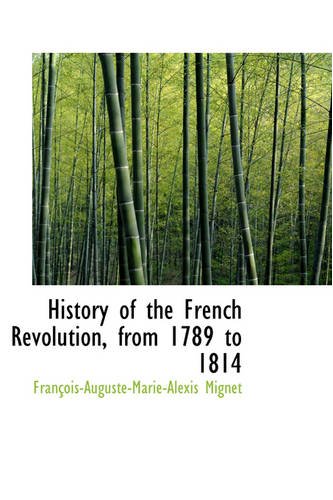 History of the French
Revolution, from 1789 to
1814
François-Auguste-Marie-Alexis Mignet